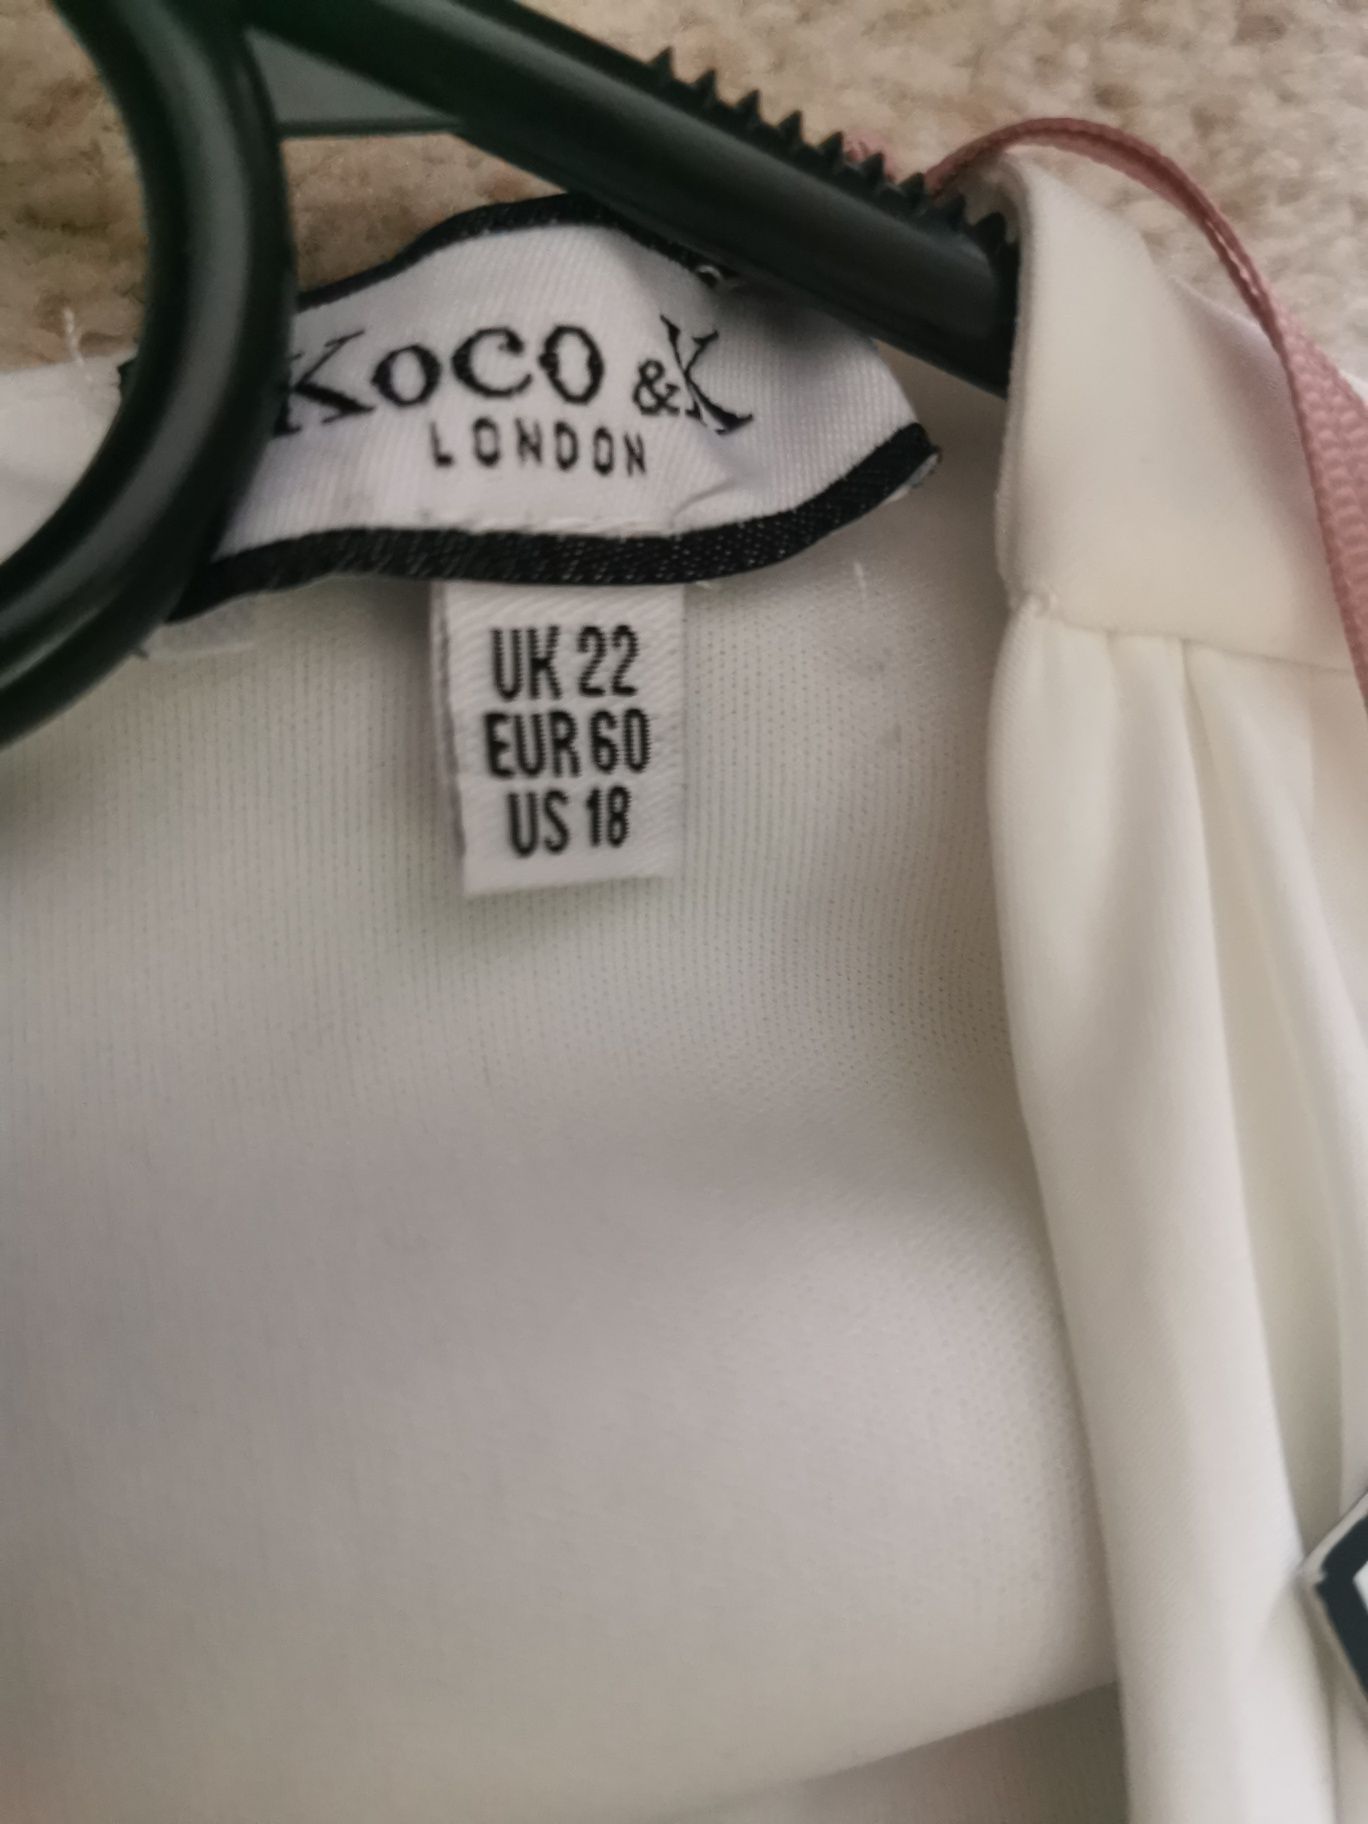 KOCO & K
LONDON
UK 22
EUR 60
US 18